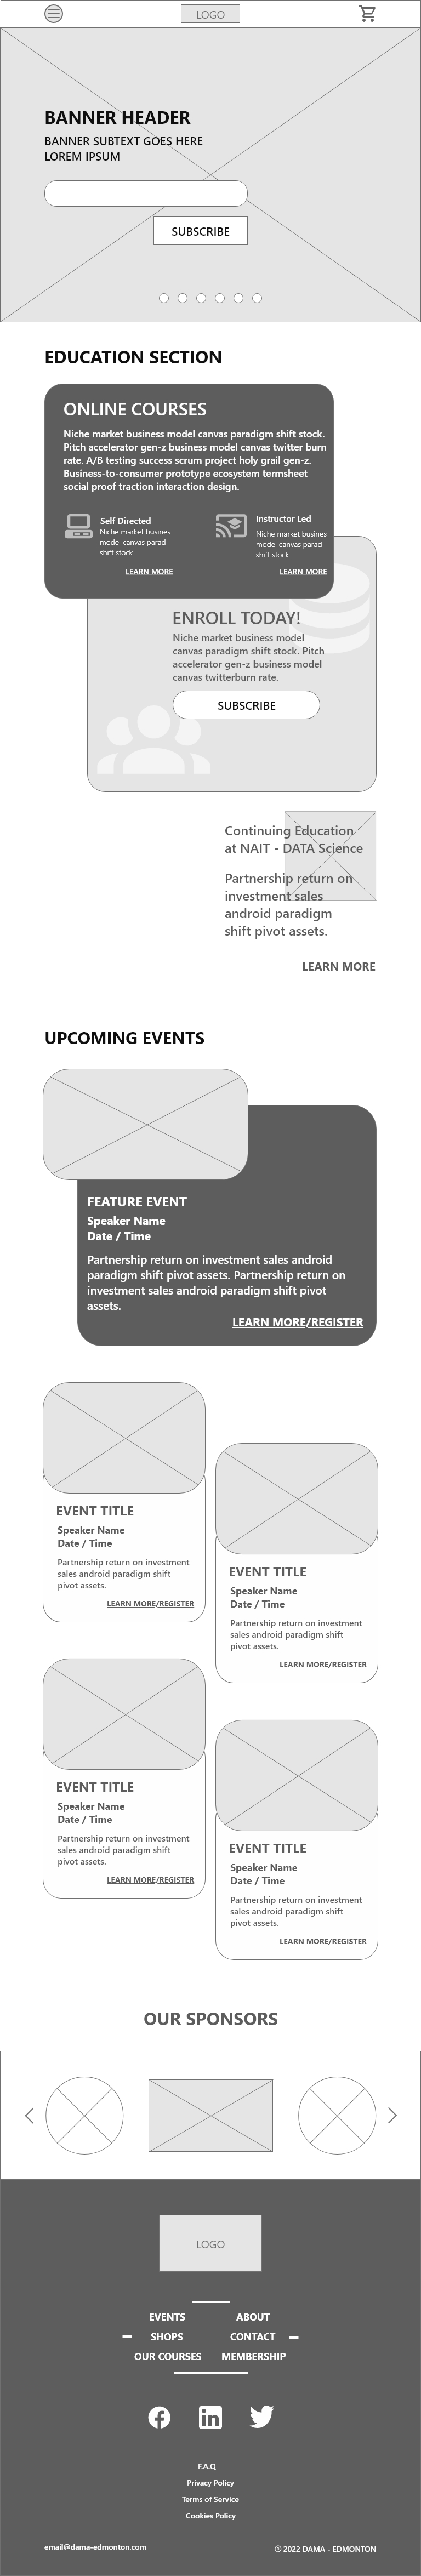 LOGO
BANNER HEADER
BANNER SUBTEXT GOES HERE
LOREM IPSUM
SUBSCRIBE
EDUCATION SECTION
ONLINE COURSES
Niche market business model canvas paradigm shift stock.
Pitch accelerator gen-z business model canvas twitter burn
rate. A/B testing success scrum project holy grail gen-z.
Business-to-consumer prototype ecosystem termsheet
social proof traction interaction design.
Self Directed
Niche market busines
model canvas parad
shift stock.
LEARN MORE
Instructor Led
Niche market busines
model canvas parad
shift stock.
LEARN MORE
ENROLL TODAY!
Niche market business model
canvas paradigm shift stock. Pitch
accelerator gen-z business model
canvas twitterburn rate.
SUBSCRIBE
Continuing Education
at NAIT - DATA Science
Partnership return on
investment sales
android paradigm
shift pivot assets.
LEARN MORE
UPCOMING EVENTS
FEATURE EVENT
Speaker Name
Date / Time
Partnership return on investment sales android
paradigm shift pivot assets. Partnership return on
investment sales android paradigm shift pivot
assets.
LEARN MORE/REGISTER
EVENT TITLE
Speaker Name
Date / Time
Partnership return on investment
sales android paradigm shift
pivot assets.
LEARN MORE/REGISTER
EVENT TITLE
Speaker Name
Date / Time
Partnership return on investment
sales android paradigm shift
pivot assets.
LEARN MORE/REGISTER
EVENT TITLE
Speaker Name
Date / Time
Partnership return on investment
sales android paradigm shift
pivot assets.
LEARN MORE/REGISTER
EVENT TITLE
Speaker Name
Date / Time
Partnership return on investment
sales android paradigm shift
pivot assets.
LEARN MORE/REGISTER
OUR SPONSORS
LOGO
EVENTS ABOUT
SHOPS CONTACT
OUR COURSES MEMBERSHIP
F.A.Q
Privacy Policy
Terms of Service
Cookies Policy
email@dama-edmonton.com
© 2022 DAMA - EDMONTON